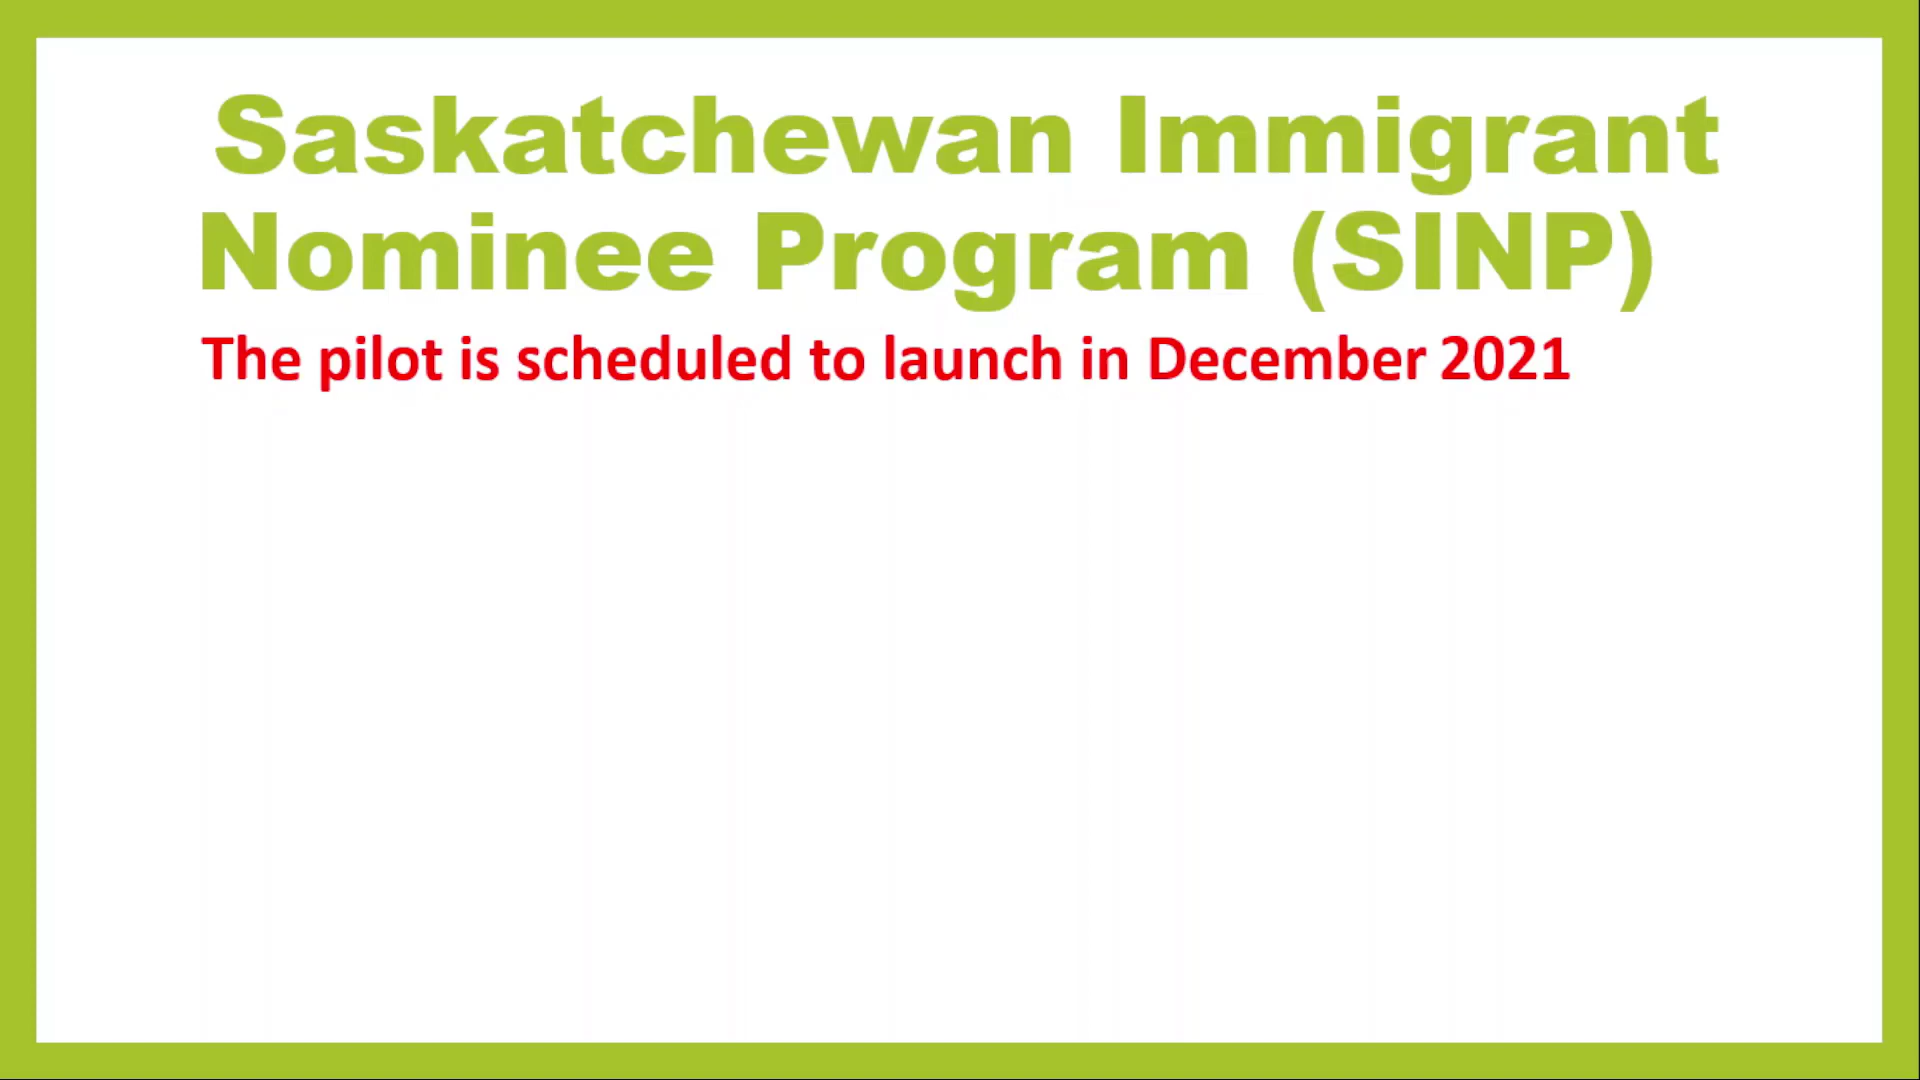 Saskatchewan Immigrant
Nominee Program (SINP)
The pilot is scheduled to launch in December 2021